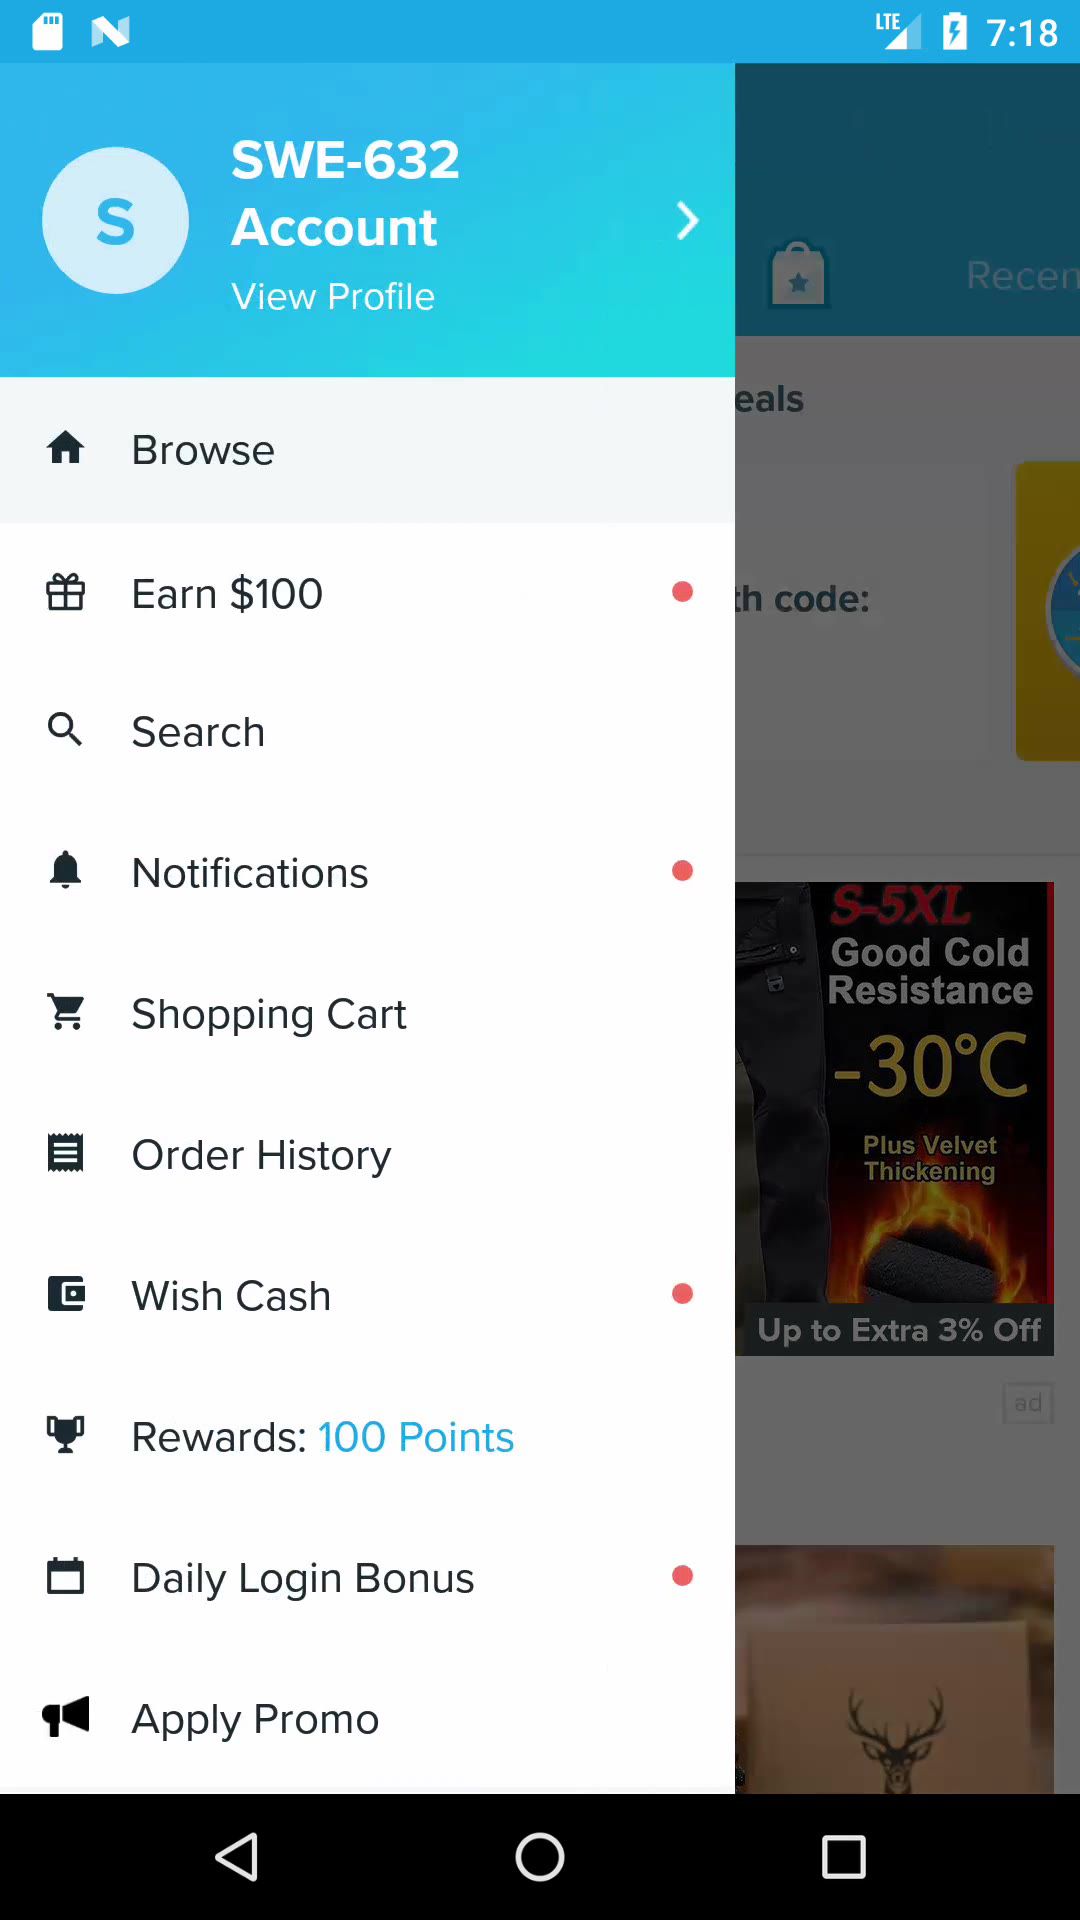 LTE 7:18
SWE-632
Account
View Profile
S
Recen
Browse
eals
Earn $100
th code:
Search
Notifications
S-5XL
Good Cold
Resistance
-30°C
Shopping Cart
Plus Velvet
Thickening
Order History
Wish Cash
Up to Extra 3% Off
ad
Rewards: 100 Points
Daily Login Bonus
Apply Promo